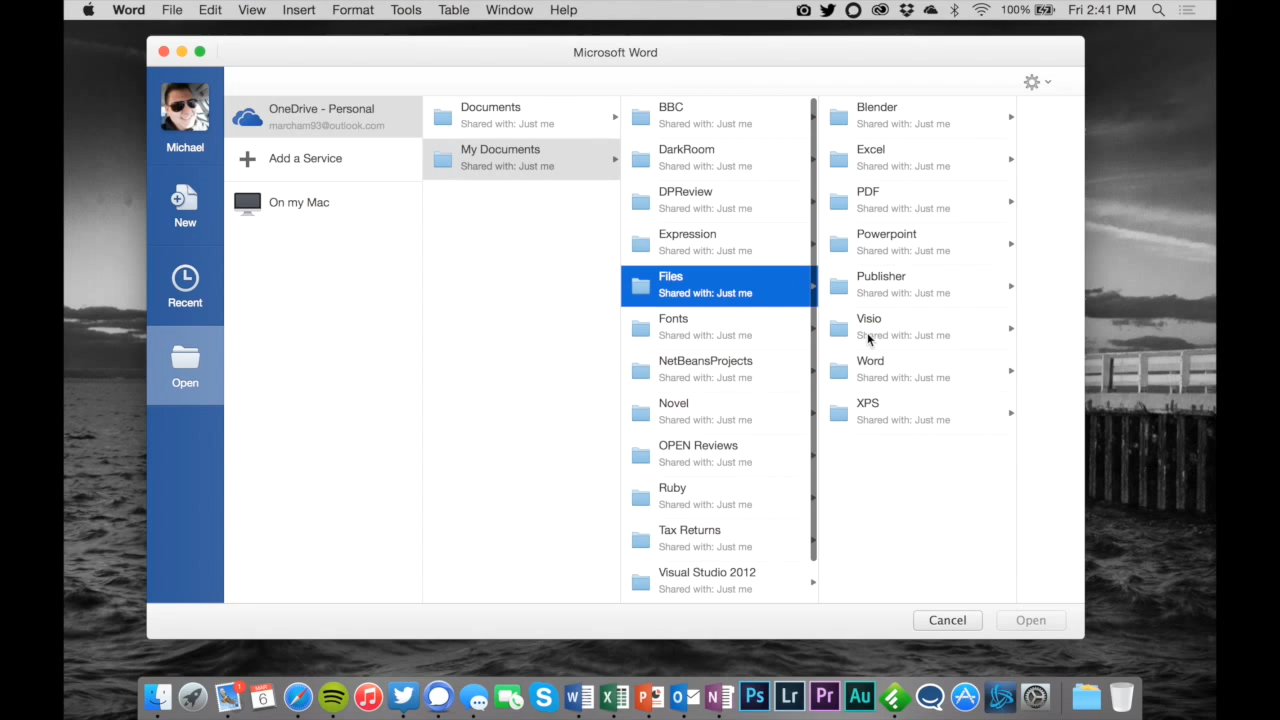 Word File Edit View Insert Format Tools Table Window Help 100% Fri 2:41 PM
Microsoft Word
Michael
New
Recent
Open
OneDrive - Personal
marcham93@outlook.com
Add a Service
On my Mac
Documents
Shared with: Just me
My Documents
Shared with: Just me
BBC
Shared with: Just me
DarkRoom
Shared with: Just me
DPReview
Shared with: Just me
Expression
Shared with: Just me
Files
Shared with: Just me
Fonts
Shared with: Just me
NetBeansProjects
Shared with: Just me
Novel
Shared with: Just me
OPEN Reviews
Shared with: Just me
Ruby
Shared with: Just me
Tax Returns
Shared with: Just me
Visual Studio 2012
Shared with: Just me
Blender
Shared with: Just me
Excel
Shared with: Just me
PDF
Shared with: Just me
Powerpoint
Shared with: Just me
Publisher
Shared with: Just me
Visio
Shared with: Just me
Word
Shared with: Just me
XPS
Shared with: Just me
Cancel Open
1 MAR 6 Ps Lr Pr Au